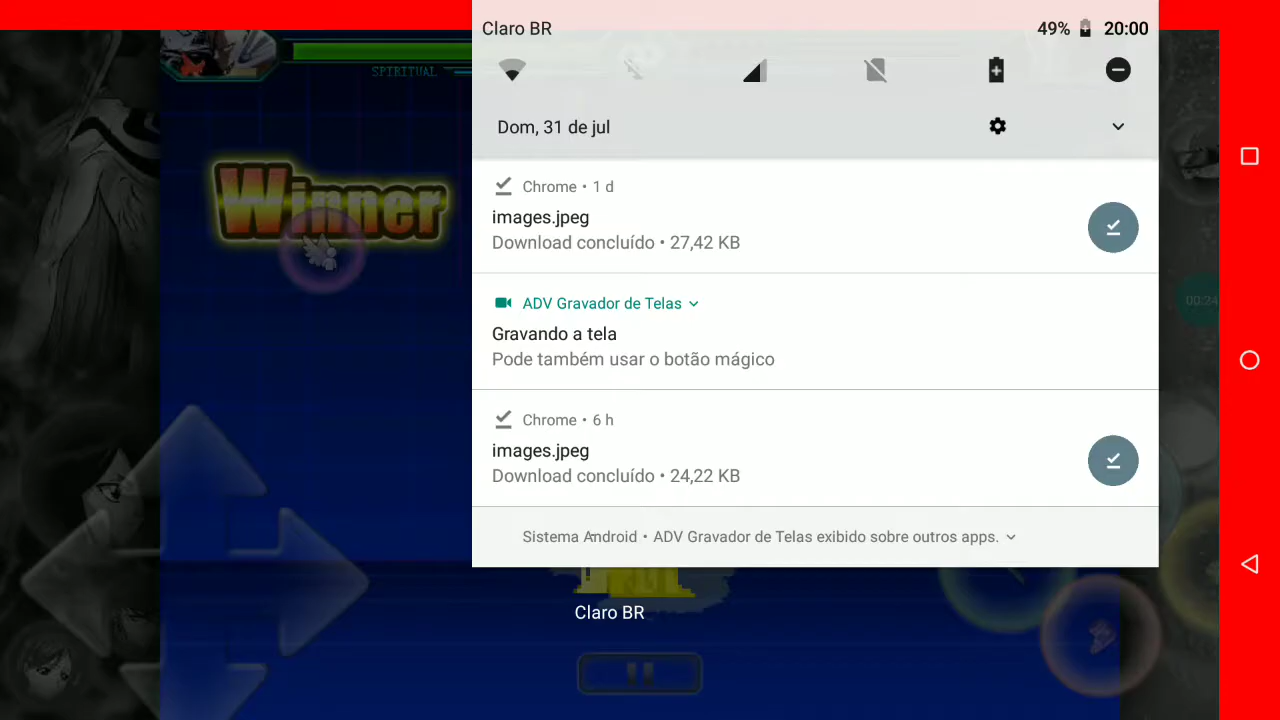 Claro BR
49%
20:00
SPIRITUAL
Dom, 31 de jul
Winner
Chrome • 1 d
images.jpeg
Download concluído • 27,42 KB
ADV Gravador de Telas
00:24
Gravando a tela
Pode também usar o botão mágico
Chrome • 6 h
images.jpeg
Download concluído • 24,22 KB
Sistema Android • ADV Gravador de Telas exibido sobre outros apps.
Claro BR